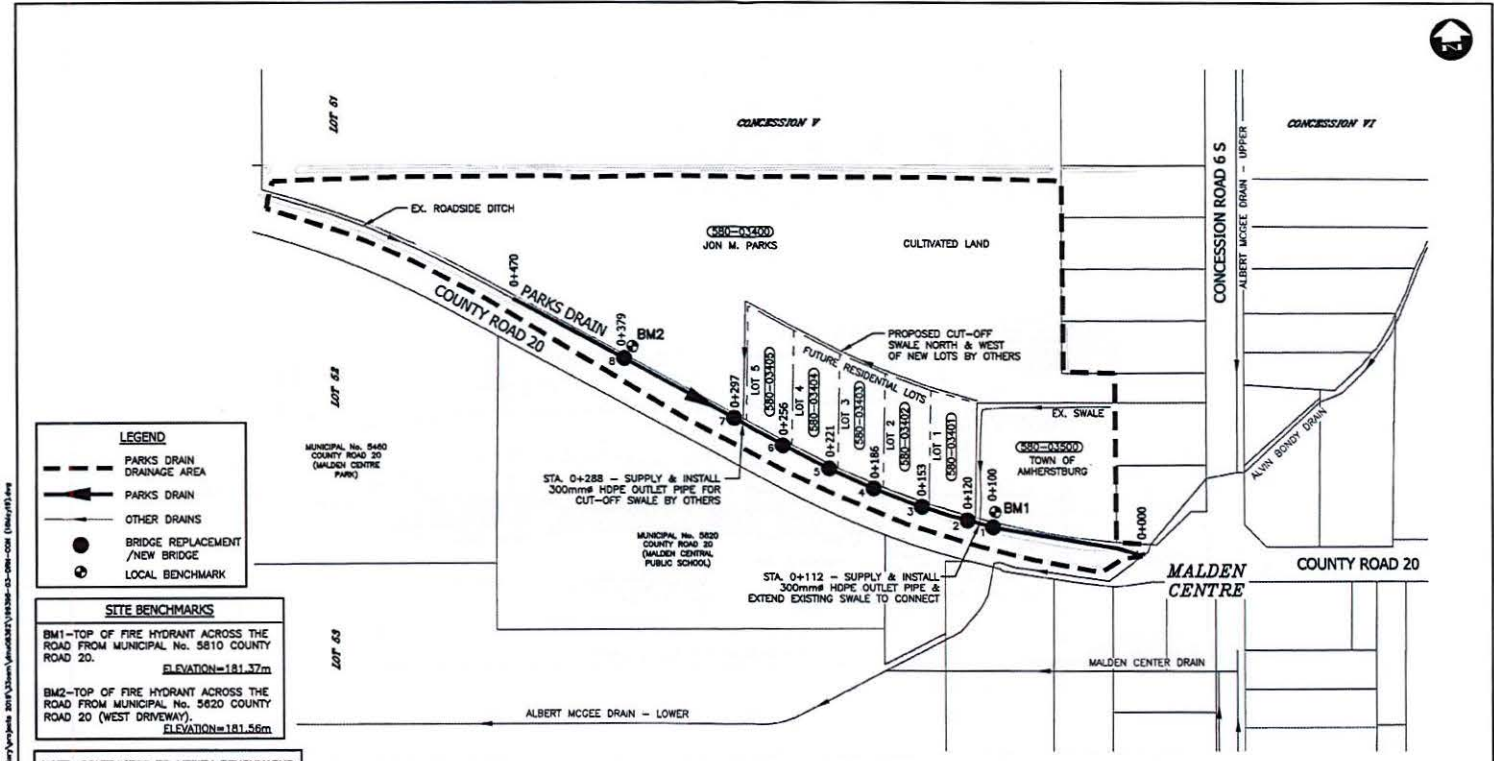 N
LOT 51
CONCESSION V
CONCESSION VI
CONCESSION ROAD 6 S
ALBERT MCGEE DRAIN - UPPER
EX. ROADSIDE DITCH
580-03400
JON M. PARKS
CULTIVATED LAND
0+470
PARKS DRAIN
COUNTY ROAD 20
0+379
BM2
8
PROPOSED CUT-OFF
SWALE NORTH & WEST
OF NEW LOTS BY OTHERS
FUTURE RESIDENTIAL LOTS
LOT 5
580-03405
LOT 4
580-03404
LOT 3
580-03403
LOT 2
580-03402
LOT 1
580-03401
EX. SWALE
580-03500
TOWN OF
AMHERSTBURG
ALVIN BONDY DRAIN
LOT 52
0+297
7
0+256
6
0+221
5
0+186
4
0+153
3
0+120
2
0+100
BM1
1
0+000
MUNICIPAL No. 5460
COUNTY ROAD 20
(MALDEN CENTRE
PARK)
STA. 0+288 - SUPPLY & INSTALL
300mmø HDPE OUTLET PIPE FOR
CUT-OFF SWALE BY OTHERS
MUNICIPAL No. 5620
COUNTY ROAD 20
(MALDEN CENTRAL
PUBLIC SCHOOL)
STA. 0+112 - SUPPLY & INSTALL
300mmø HDPE OUTLET PIPE &
EXTEND EXISTING SWALE TO CONNECT
MALDEN
CENTRE
COUNTY ROAD 20
LOT 53
MALDEN CENTER DRAIN
ALBERT MCGEE DRAIN - LOWER
LEGEND
PARKS DRAIN
DRAINAGE AREA
PARKS DRAIN
OTHER DRAINS
BRIDGE REPLACEMENT
/NEW BRIDGE
LOCAL BENCHMARK
SITE BENCHMARKS
BM1-TOP OF FIRE HYDRANT ACROSS THE
ROAD FROM MUNICIPAL No. 5810 COUNTY
ROAD 20.
ELEVATION=181.37m
BM2-TOP OF FIRE HYDRANT ACROSS THE
ROAD FROM MUNICIPAL No. 5620 COUNTY
ROAD 20 (WEST DRIVEWAY).
ELEVATION=181.56m